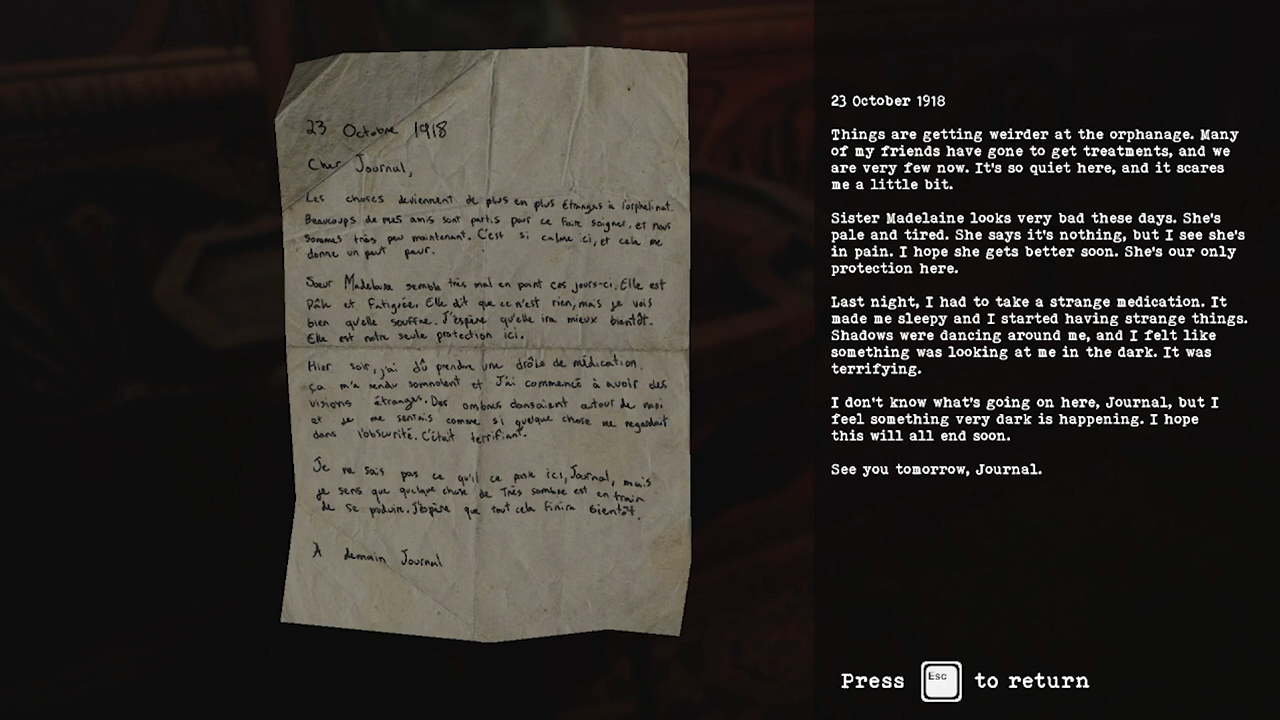 23 Octobre 1918
Cher Journal,
Les choses deviennent de plus en plus étranges à l'orphelinat.
Beaucoups de mes amis sont partis pour ce faire soigner, et nous
sommes très peu maintenant. C'est si calme ici, et cela me
donne un peut peur.
Soeur Madelaine semble très mal en point ces jours-ci. Elle est
Pâle et fatiguée. Elle dit que ce n'est rien, mais je vois
bien qu'elle souffre. J'espère qu'elle ira mieux bientôt.
Elle est notre seule protection ici.
Hier soir, j'ai dû prendre une drôle de médication.
ça m'a rendu somnolent et J'ai commencé à avoir des
visions étranges. Des ombres dansaient autour de moi
et je me sentais comme si quelque chose me regardait
dans l'obscurité. C'était terrifiant.
Je ne sais pas ce qu'il ce passe ici, Journal, mais
je sens que quelque chose de Très sombre est en train
de se produire. J'espère que tout cela finira bientôt.
À demain Journal
23 October 1918
Things are getting weirder at the orphanage. Many
of my friends have gone to get treatments, and we
are very few now. It's so quiet here, and it scares
me a little bit.
Sister Madelaine looks very bad these days. She's
pale and tired. She says it's nothing, but I see she's
in pain. I hope she gets better soon. She's our only
protection here.
Last night, I had to take a strange medication. It
made me sleepy and I started having strange things.
Shadows were dancing around me, and I felt like
something was looking at me in the dark. It was
terrifying.
I don't know what's going on here, Journal, but I
feel something very dark is happening. I hope
this will all end soon.
See you tomorrow, Journal.
Press Esc to return